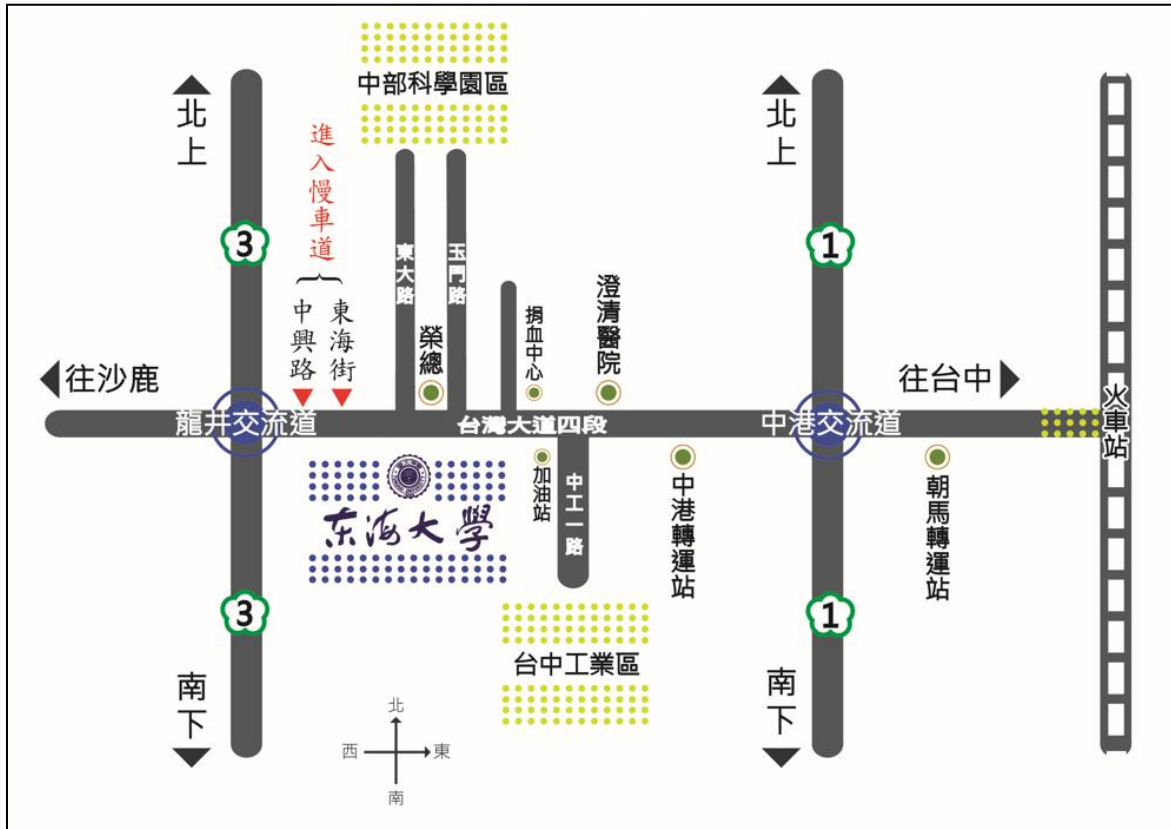 中部科學園區
北上
北上
進入慢車道
3
1
東大路
玉門路
中興路
東海街
榮總
捐血中心
澄清醫院
往沙鹿
往台中
龍井交流道
台灣大道四段
中港交流道
火車站
东海大學
加油站
中工一路
中港轉運站
朝馬轉運站
3
1
台中工業區
南下
南下
北
西
東
南